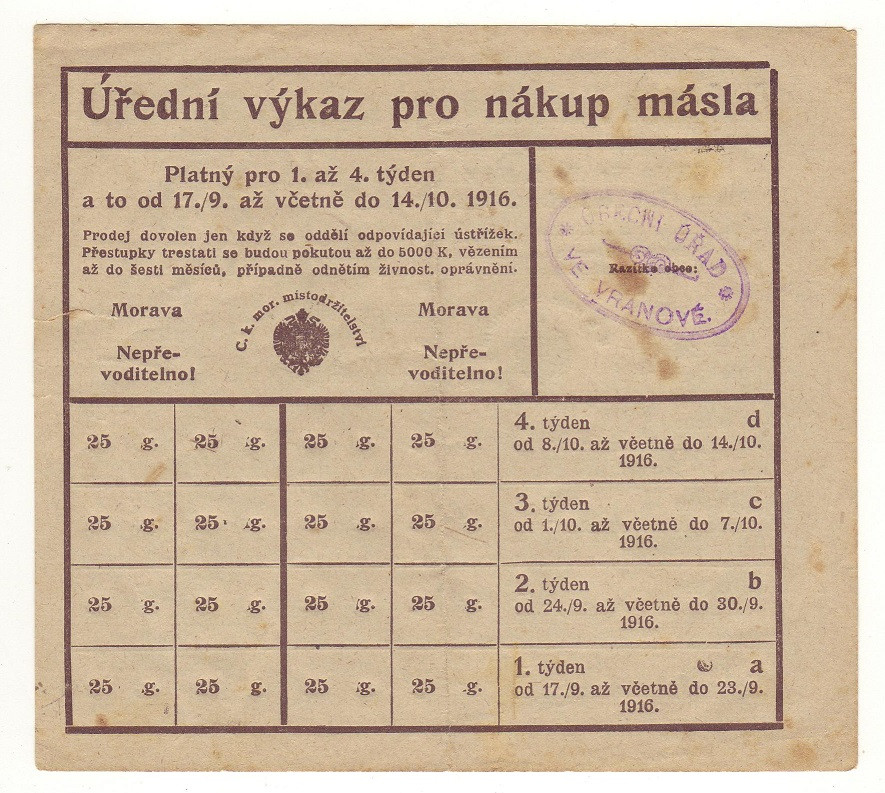 Úřední výkaz pro nákup másla
Platný pro 1. až 4. týden
a to od 17./9. až včetně do 14./10. 1916.
Prodej dovolen jen když se oddělí odpovídající ústřížek.
Přestupky trestati se budou pokutou až do 5000 K, vězením
až do šesti měsíců, případně odnětím živnost. oprávnění.
Morava
Nepře-
voditelno!
C. k. mor. místodržitelství
Morava
Nepře-
voditelno!
* OBECNÍ ÚŘAD *
VE VRANOVÉ.
Razítko obce:
25 g. 25 g. 25 g. 25 g. 4. týden d
od 8./10. až včetně do 14./10.
1916.
25 g. 25 g. 25 g. 25 g. 3. týden c
od 1./10. až včetně do 7./10.
1916.
25 g. 25 g. 25 g. 25 g. 2. týden b
od 24./9. až včetně do 30./9.
1916.
25 g. 25 g. 25 g. 25 g. 1. týden a
od 17./9. až včetně do 23./9.
1916.